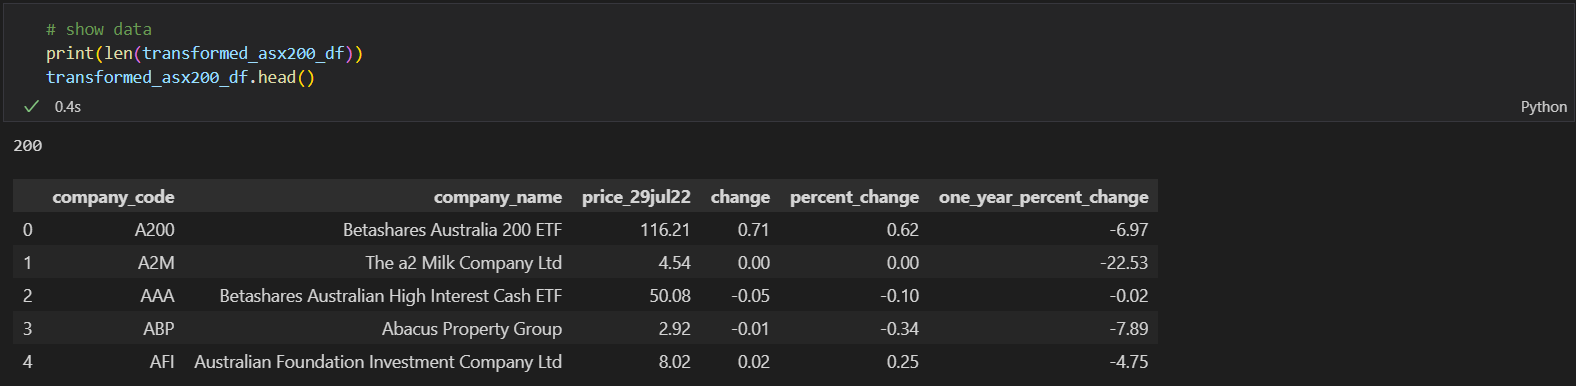 # show data
print(len(transformed_asx200_df))
transformed_asx200_df.head()
0.4s Python
200
company_code company_name price_29jul22 change percent_change one_year_percent_change
0 A200 Betashares Australia 200 ETF 116.21 0.71 0.62 -6.97
1 A2M The a2 Milk Company Ltd 4.54 0.00 0.00 -22.53
2 AAA Betashares Australian High Interest Cash ETF 50.08 -0.05 -0.10 -0.02
3 ABP Abacus Property Group 2.92 -0.01 -0.34 -7.89
4 AFI Australian Foundation Investment Company Ltd 8.02 0.02 0.25 -4.75